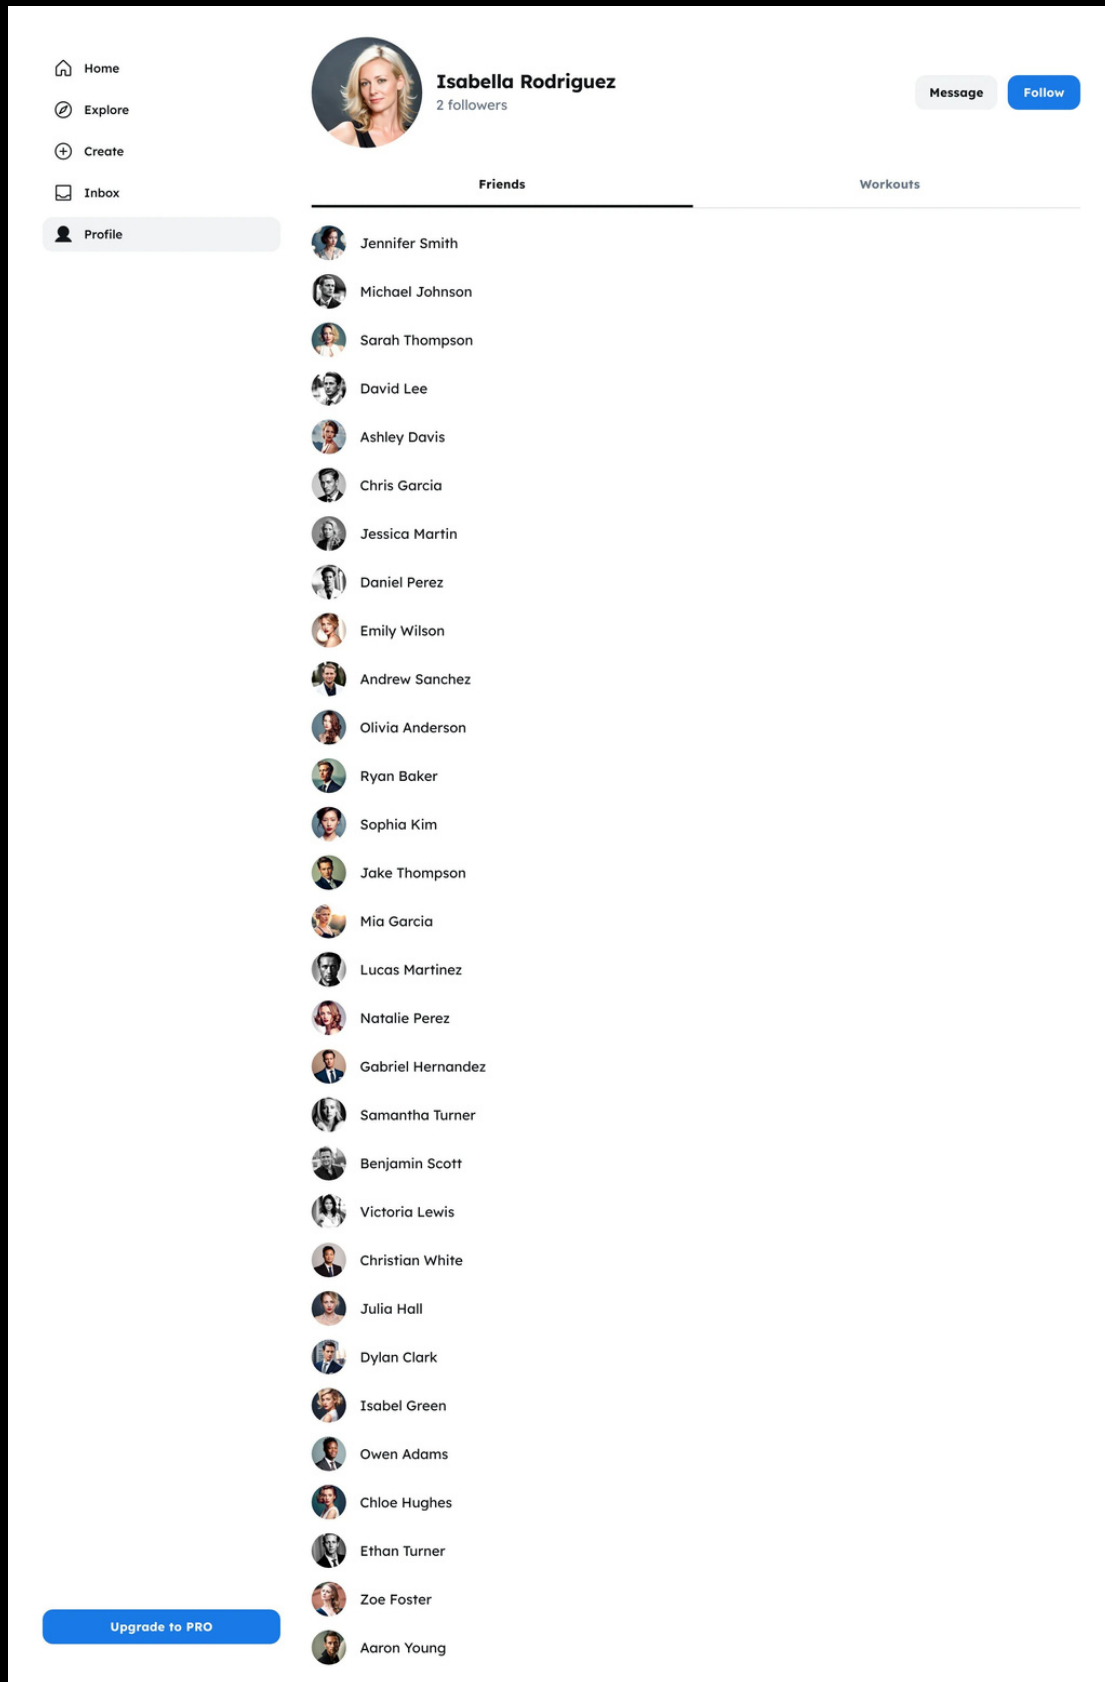 Home
Explore
Create
Inbox
Profile
Upgrade to PRO
Isabella Rodriguez
2 followers
Message
Follow
Friends
Workouts
Jennifer Smith
Michael Johnson
Sarah Thompson
David Lee
Ashley Davis
Chris Garcia
Jessica Martin
Daniel Perez
Emily Wilson
Andrew Sanchez
Olivia Anderson
Ryan Baker
Sophia Kim
Jake Thompson
Mia Garcia
Lucas Martinez
Natalie Perez
Gabriel Hernandez
Samantha Turner
Benjamin Scott
Victoria Lewis
Christian White
Julia Hall
Dylan Clark
Isabel Green
Owen Adams
Chloe Hughes
Ethan Turner
Zoe Foster
Aaron Young